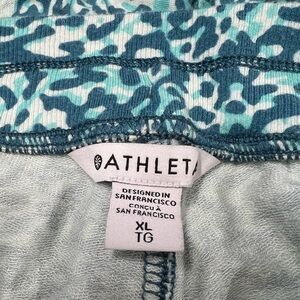 ATHLETA
DESIGNED IN
SAN FRANCISCO
CONÇU À
SAN FRANCISCO
XL
TG